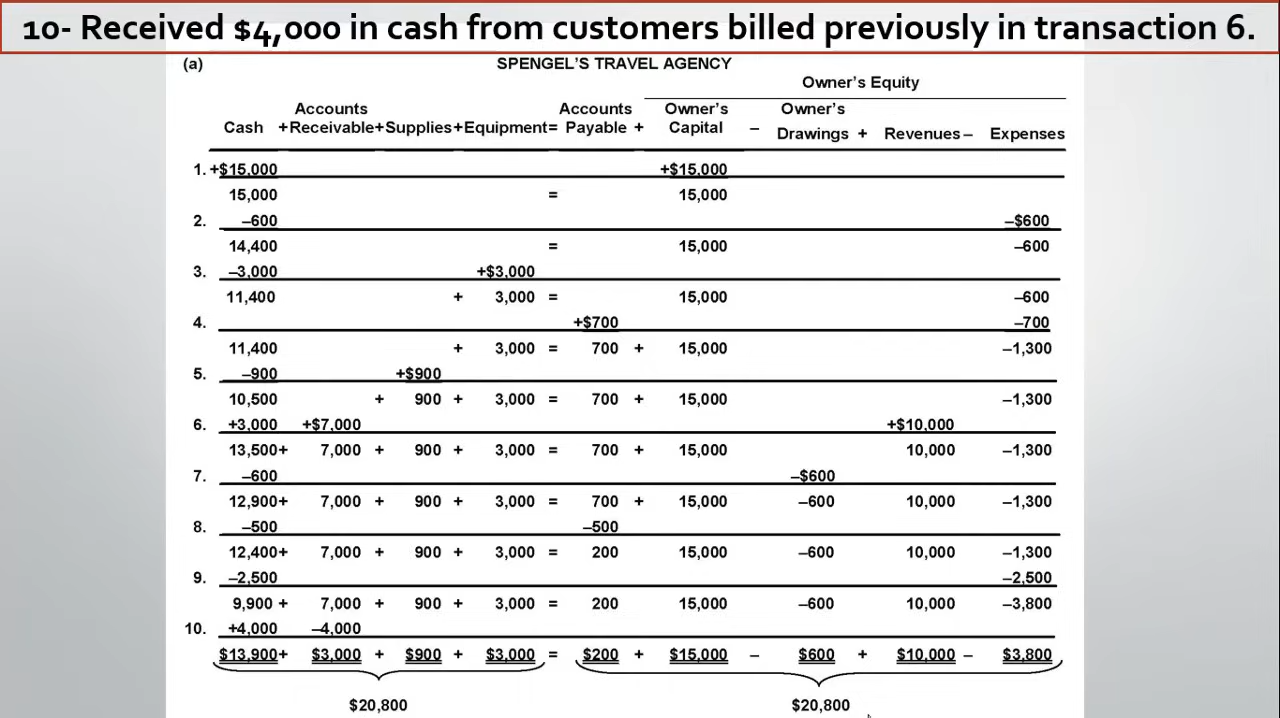 10- Received $4,000 in cash from customers billed previously in transaction 6.
(a) SPENGEL'S TRAVEL AGENCY
Owner's Equity
Accounts Accounts Owner's Owner's
Cash +Receivable+Supplies+Equipment= Payable + Capital – Drawings + Revenues – Expenses
1. +$15,000 +$15,000
15,000 = 15,000
2. –600 –$600
14,400 = 15,000 –600
3. –3,000 +$3,000
11,400 + 3,000 = 15,000 –600
4. +$700 –700
11,400 + 3,000 = 700 + 15,000 –1,300
5. –900 +$900
10,500 + 900 + 3,000 = 700 + 15,000 –1,300
6. +3,000 +$7,000 +$10,000
13,500+ 7,000 + 900 + 3,000 = 700 + 15,000 10,000 –1,300
7. –600 –$600
12,900+ 7,000 + 900 + 3,000 = 700 + 15,000 –600 10,000 –1,300
8. –500 –500
12,400+ 7,000 + 900 + 3,000 = 200 15,000 –600 10,000 –1,300
9. –2,500 –2,500
9,900 + 7,000 + 900 + 3,000 = 200 15,000 –600 10,000 –3,800
10. +4,000 –4,000
$13,900+ $3,000 + $900 + $3,000 = $200 + $15,000 – $600 + $10,000 – $3,800
$20,800 $20,800